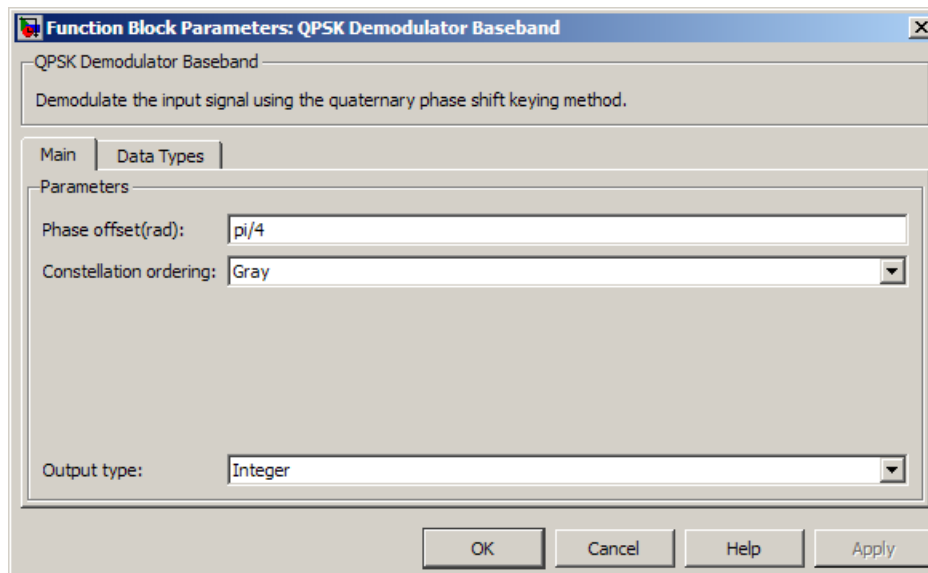 Function Block Parameters: QPSK Demodulator Baseband
QPSK Demodulator Baseband
Demodulate the input signal using the quaternary phase shift keying method.
Main Data Types
Parameters
Phase offset(rad): pi/4
Constellation ordering: Gray
Output type: Integer
OK Cancel Help Apply